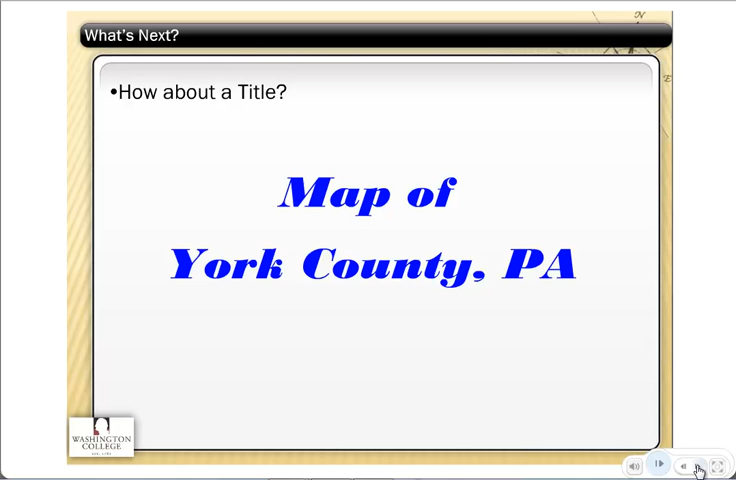 What's Next?
N
E
•How about a Title?
Map of
York County, PA
WASHINGTON
COLLEGE